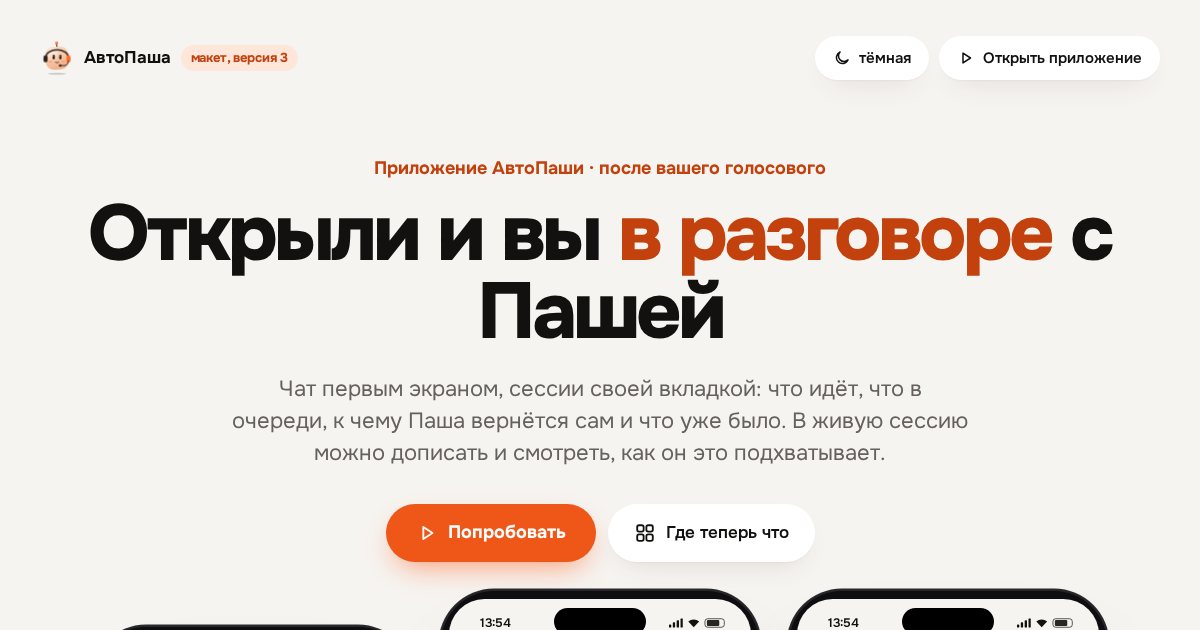 АвтоПаша
макет, версия 3
тёмная
Открыть приложение
Приложение АвтоПаши · после вашего голосового
Открыли и вы в разговоре с
Пашей
Чат первым экраном, сессии своей вкладкой: что идёт, что в
очереди, к чему Паша вернётся сам и что уже было. В живую сессию
можно дописать и смотреть, как он это подхватывает.
Попробовать
Где теперь что
13:54
13:54